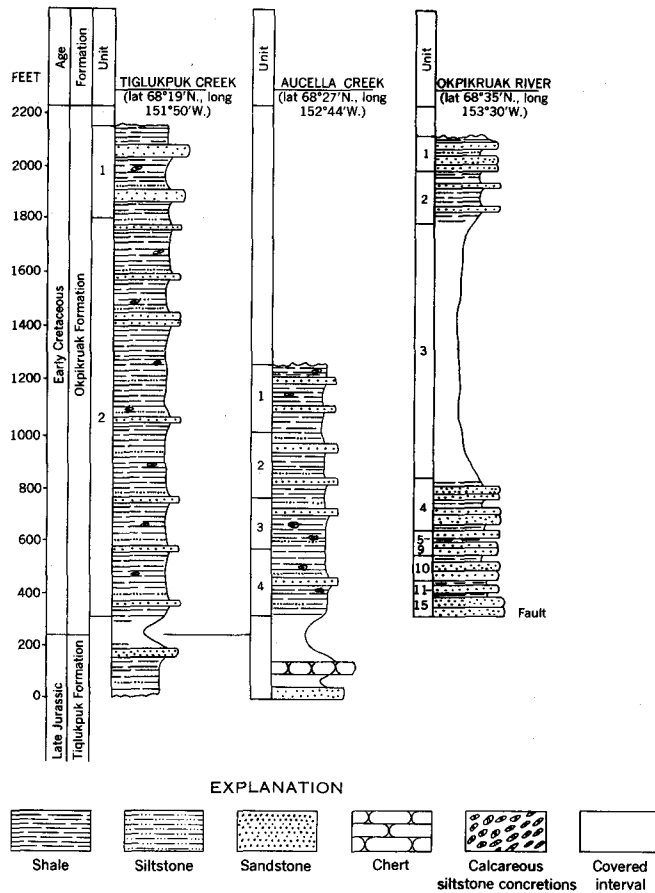 FEET
Age
Formation
Unit
TIGLUKPUK CREEK
(lat 68°19'N., long
151°50'W.)
Unit
AUCELLA CREEK
(lat 68°27'N., long
152°44'W.)
Unit
OKPIKRUAK RIVER
(lat 68°35'N., long
153°30'W.)
2200
2000
1800
1600
1400
1200
1000
800
600
400
200
0
Early Cretaceous
Late Jurassic
Okpikruak Formation
Tiglukpuk Formation
1
2
1
2
3
4
1
2
3
4
5-
9
10
11-
15
Fault
EXPLANATION
Shale
Siltstone
Sandstone
Chert
Calcareous
siltstone concretions
Covered
interval